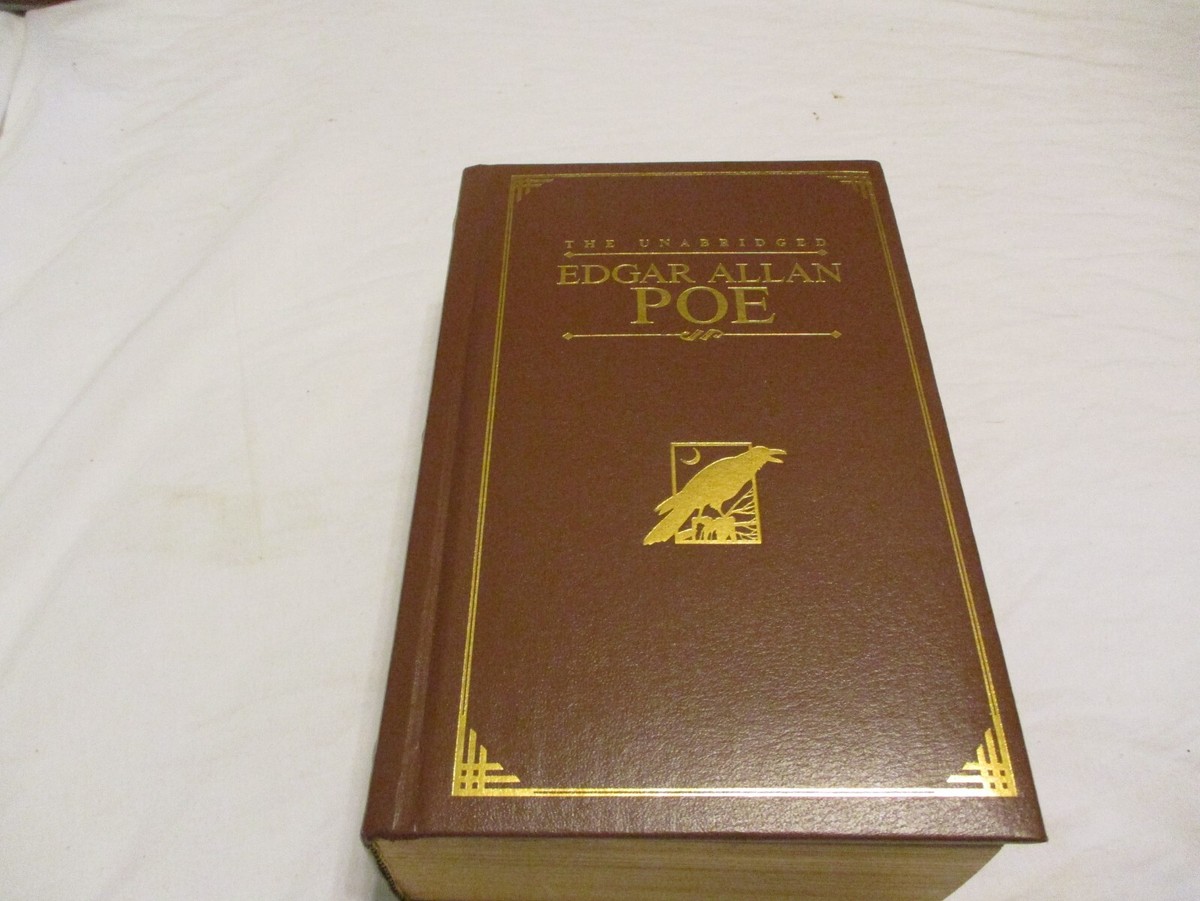 THE UNABRIDGED
EDGAR ALLAN
POE